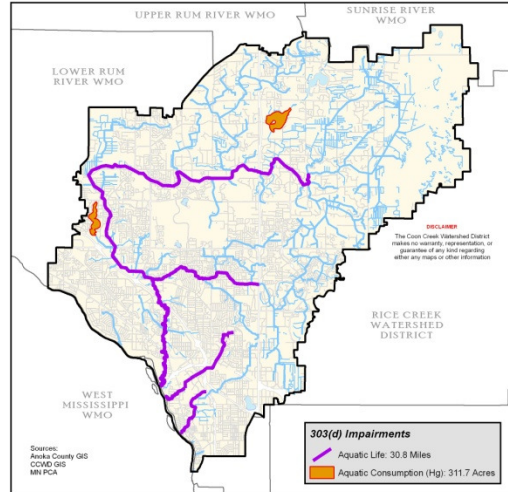 UPPER RUM RIVER WMO
SUNRISE RIVER
WMO
LOWER RUM
RIVER WMO
DISCLAIMER
The Coon Creek Watershed District
makes no warranty, representation, or
guarantee of any kind regarding
either any maps or other information
RICE CREEK
WATERSHED
DISTRICT
WEST
MISSISSIPPI
WMO
Sources:
Anoka County GIS
CCWD GIS
MN PCA
303(d) Impairments
Aquatic Life: 30.8 Miles
Aquatic Consumption (Hg): 311.7 Acres